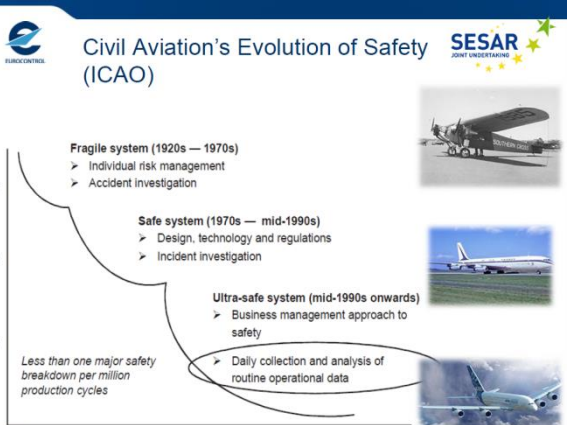 EUROCONTROL
Civil Aviation's Evolution of Safety
(ICAO)
SESAR
JOINT UNDERTAKING
Fragile system (1920s — 1970s)
➢ Individual risk management
➢ Accident investigation
SOUTHERN CROSS
Safe system (1970s — mid-1990s)
➢ Design, technology and regulations
➢ Incident investigation
Ultra-safe system (mid-1990s onwards)
➢ Business management approach to
safety
➢ Daily collection and analysis of
routine operational data
Less than one major safety
breakdown per million
production cycles